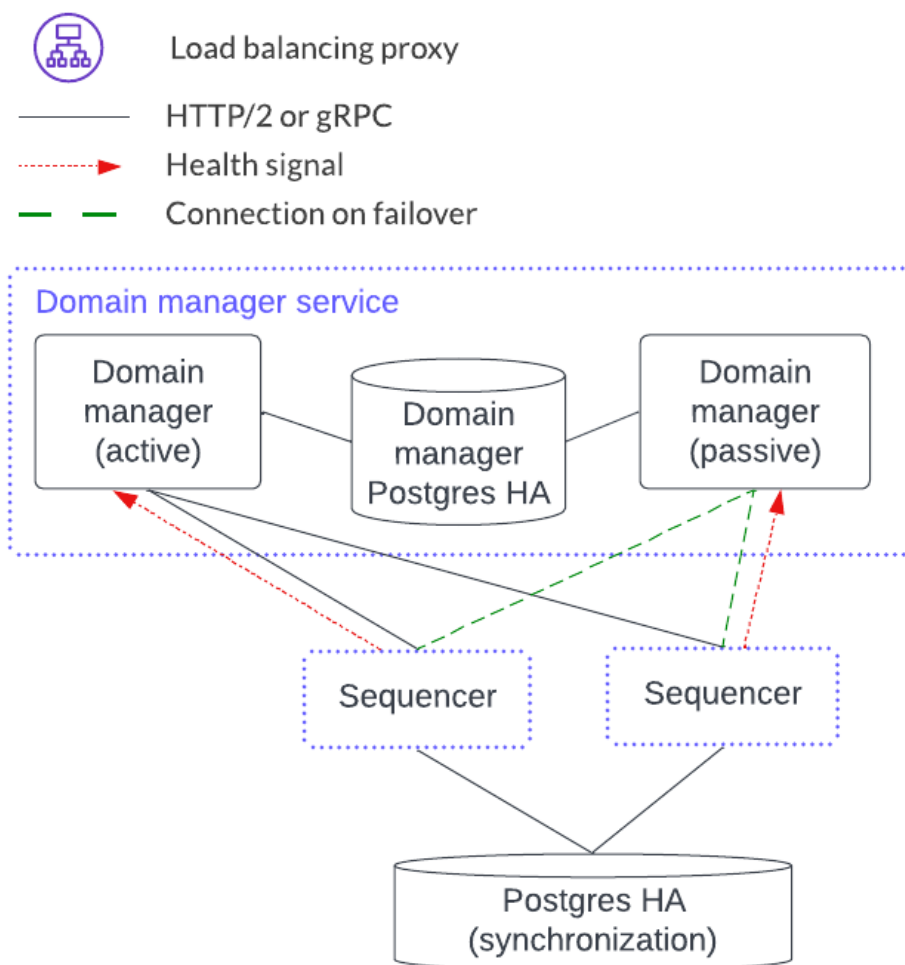 Load balancing proxy
HTTP/2 or gRPC
Health signal
Connection on failover
Domain manager service
Domain
manager
(active)
Domain
manager
Postgres HA
Domain
manager
(passive)
Sequencer
Sequencer
Postgres HA
(synchronization)